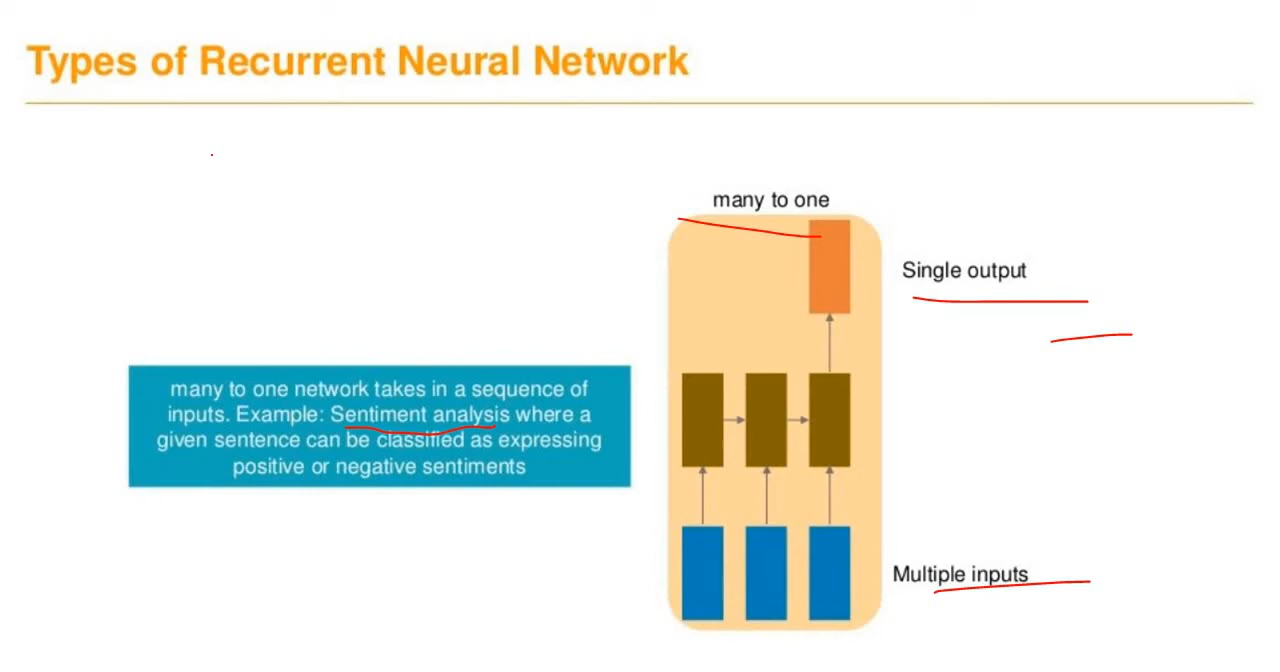 Types of Recurrent Neural Network
many to one
Single output
many to one network takes in a sequence of
inputs. Example: Sentiment analysis where a
given sentence can be classified as expressing
positive or negative sentiments
Multiple inputs